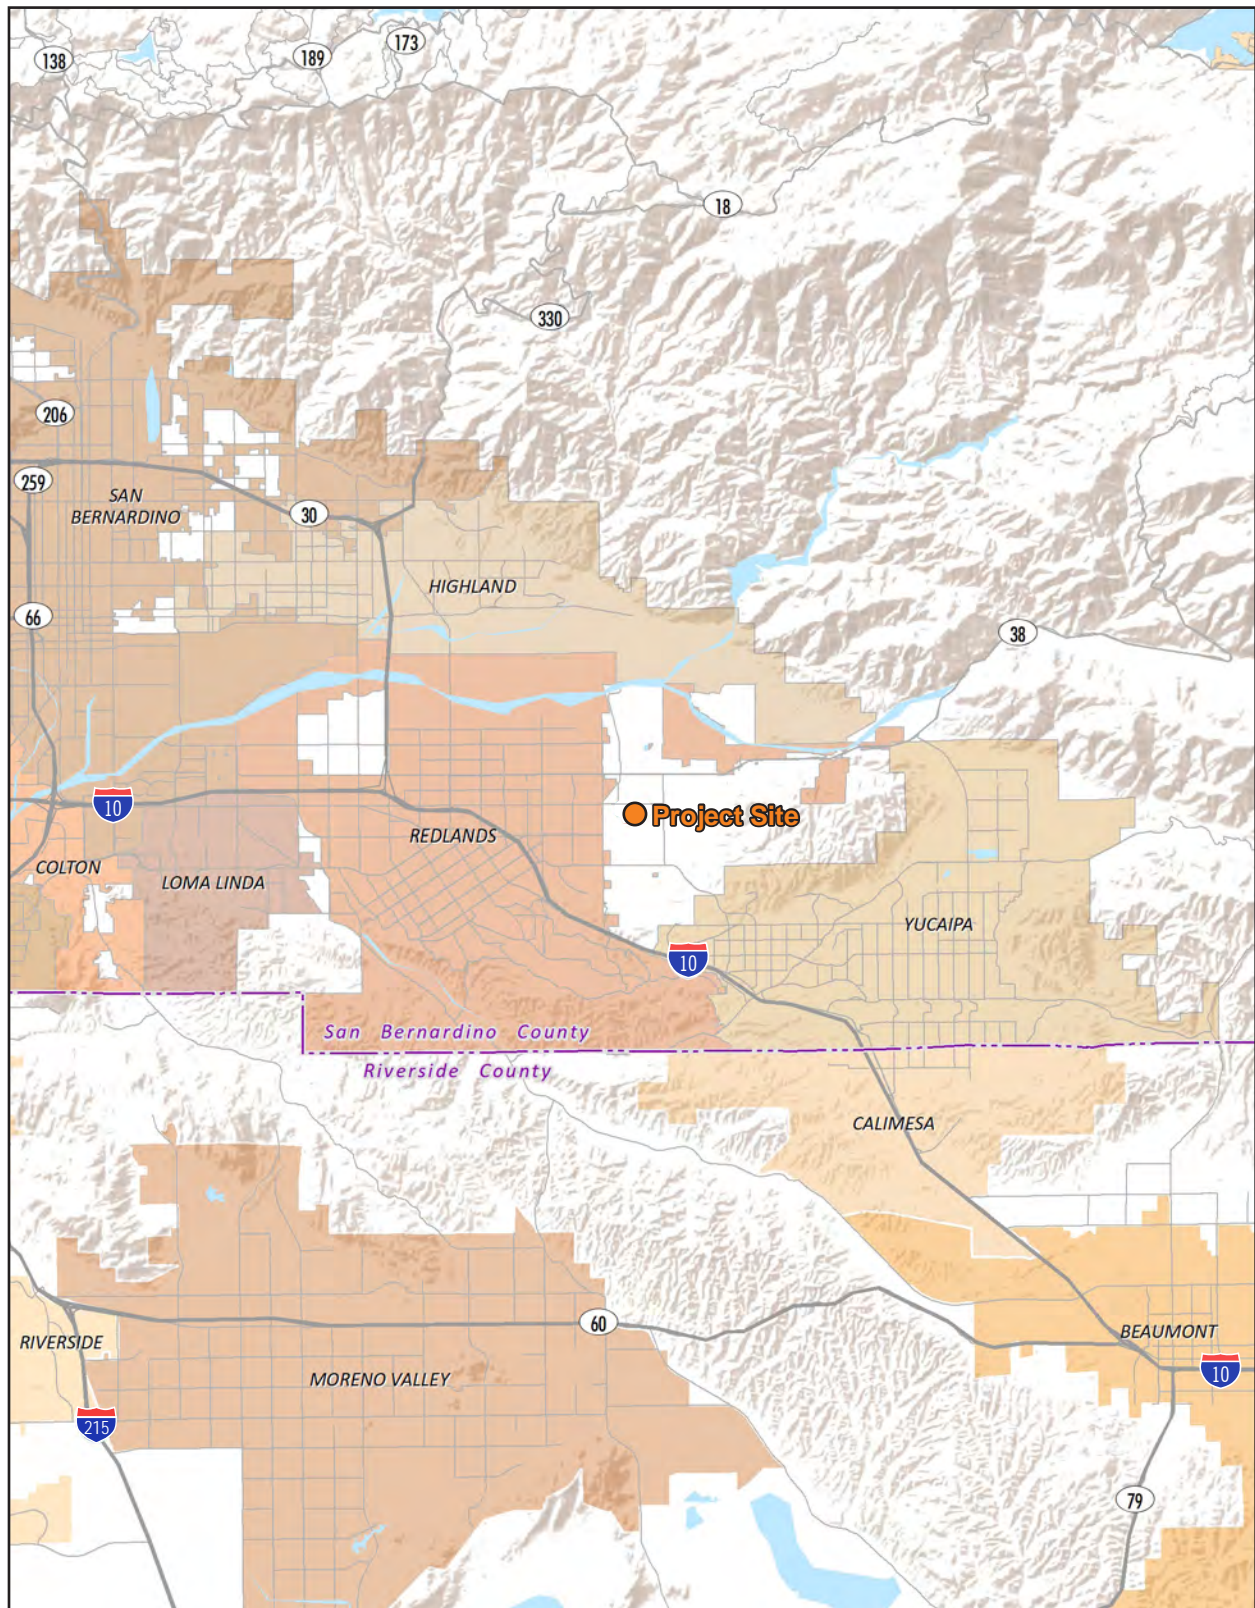 138
189
173
18
330
206
259
SAN
BERNARDINO
30
HIGHLAND
66
38
10
Project Site
REDLANDS
COLTON
LOMA LINDA
YUCAIPA
10
San Bernardino County
Riverside County
CALIMESA
60
RIVERSIDE
BEAUMONT
MORENO VALLEY
10
215
79